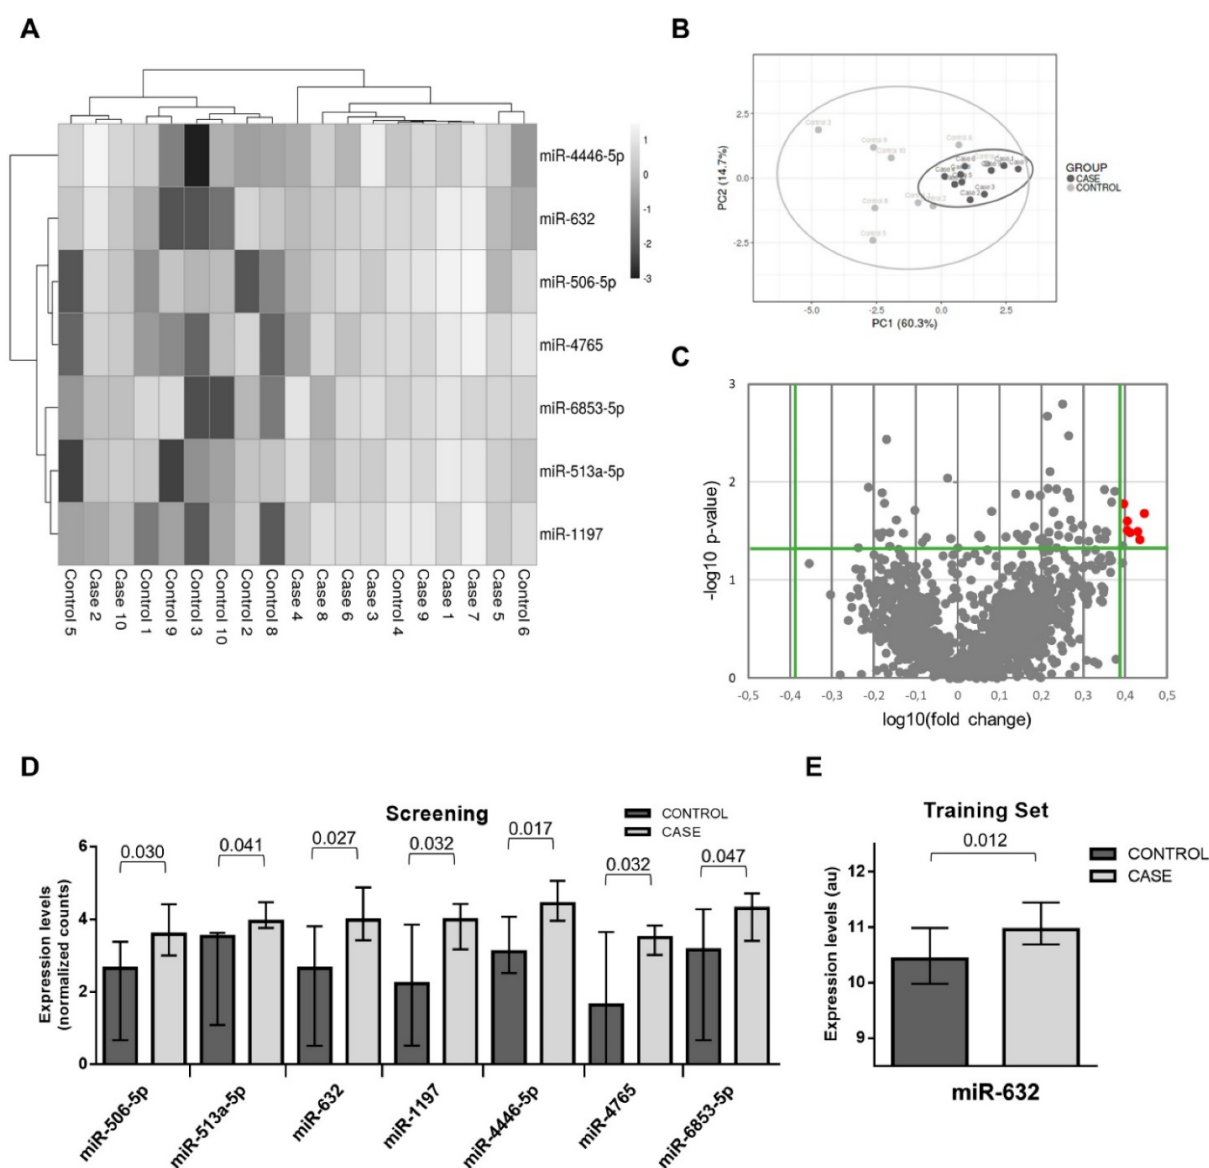 A
miR-4446-5p
miR-632
miR-506-5p
miR-4765
miR-6853-5p
miR-513a-5p
miR-1197
1
0
-1
-2
-3
Control 5
Case 2
Case 10
Control 1
Control 9
Control 3
Control 10
Control 2
Control 8
Case 4
Case 8
Case 6
Case 3
Control 4
Case 9
Case 1
Case 7
Case 5
Control 6
B
PC2 (14.7%)
2.5
0.0
-2.5
Control 3
Case 3
-5.0
-2.5
0.0
2.5
PC1 (60.3%)
GROUP
CASE
CONTROL
C
-log10 p-value)
3
2
1
0
-0,5
-0,4
-0,3
-0,2
-0,1
0
0,1
0,2
0,3
0,4
0,5
log10(fold change)
D
Screening
CONTROL
CASE
Expression levels
(normalized counts)
6
4
2
0
0.030
0.041
0.027
0.032
0.017
0.032
0.047
miR-506-5p
miR-513a-5p
miR-632
miR-1197
miR-4446-5p
miR-4765
miR-6853-5p
E
Training Set
0.012
CONTROL
CASE
Expression levels (au)
12
11
10
9
miR-632